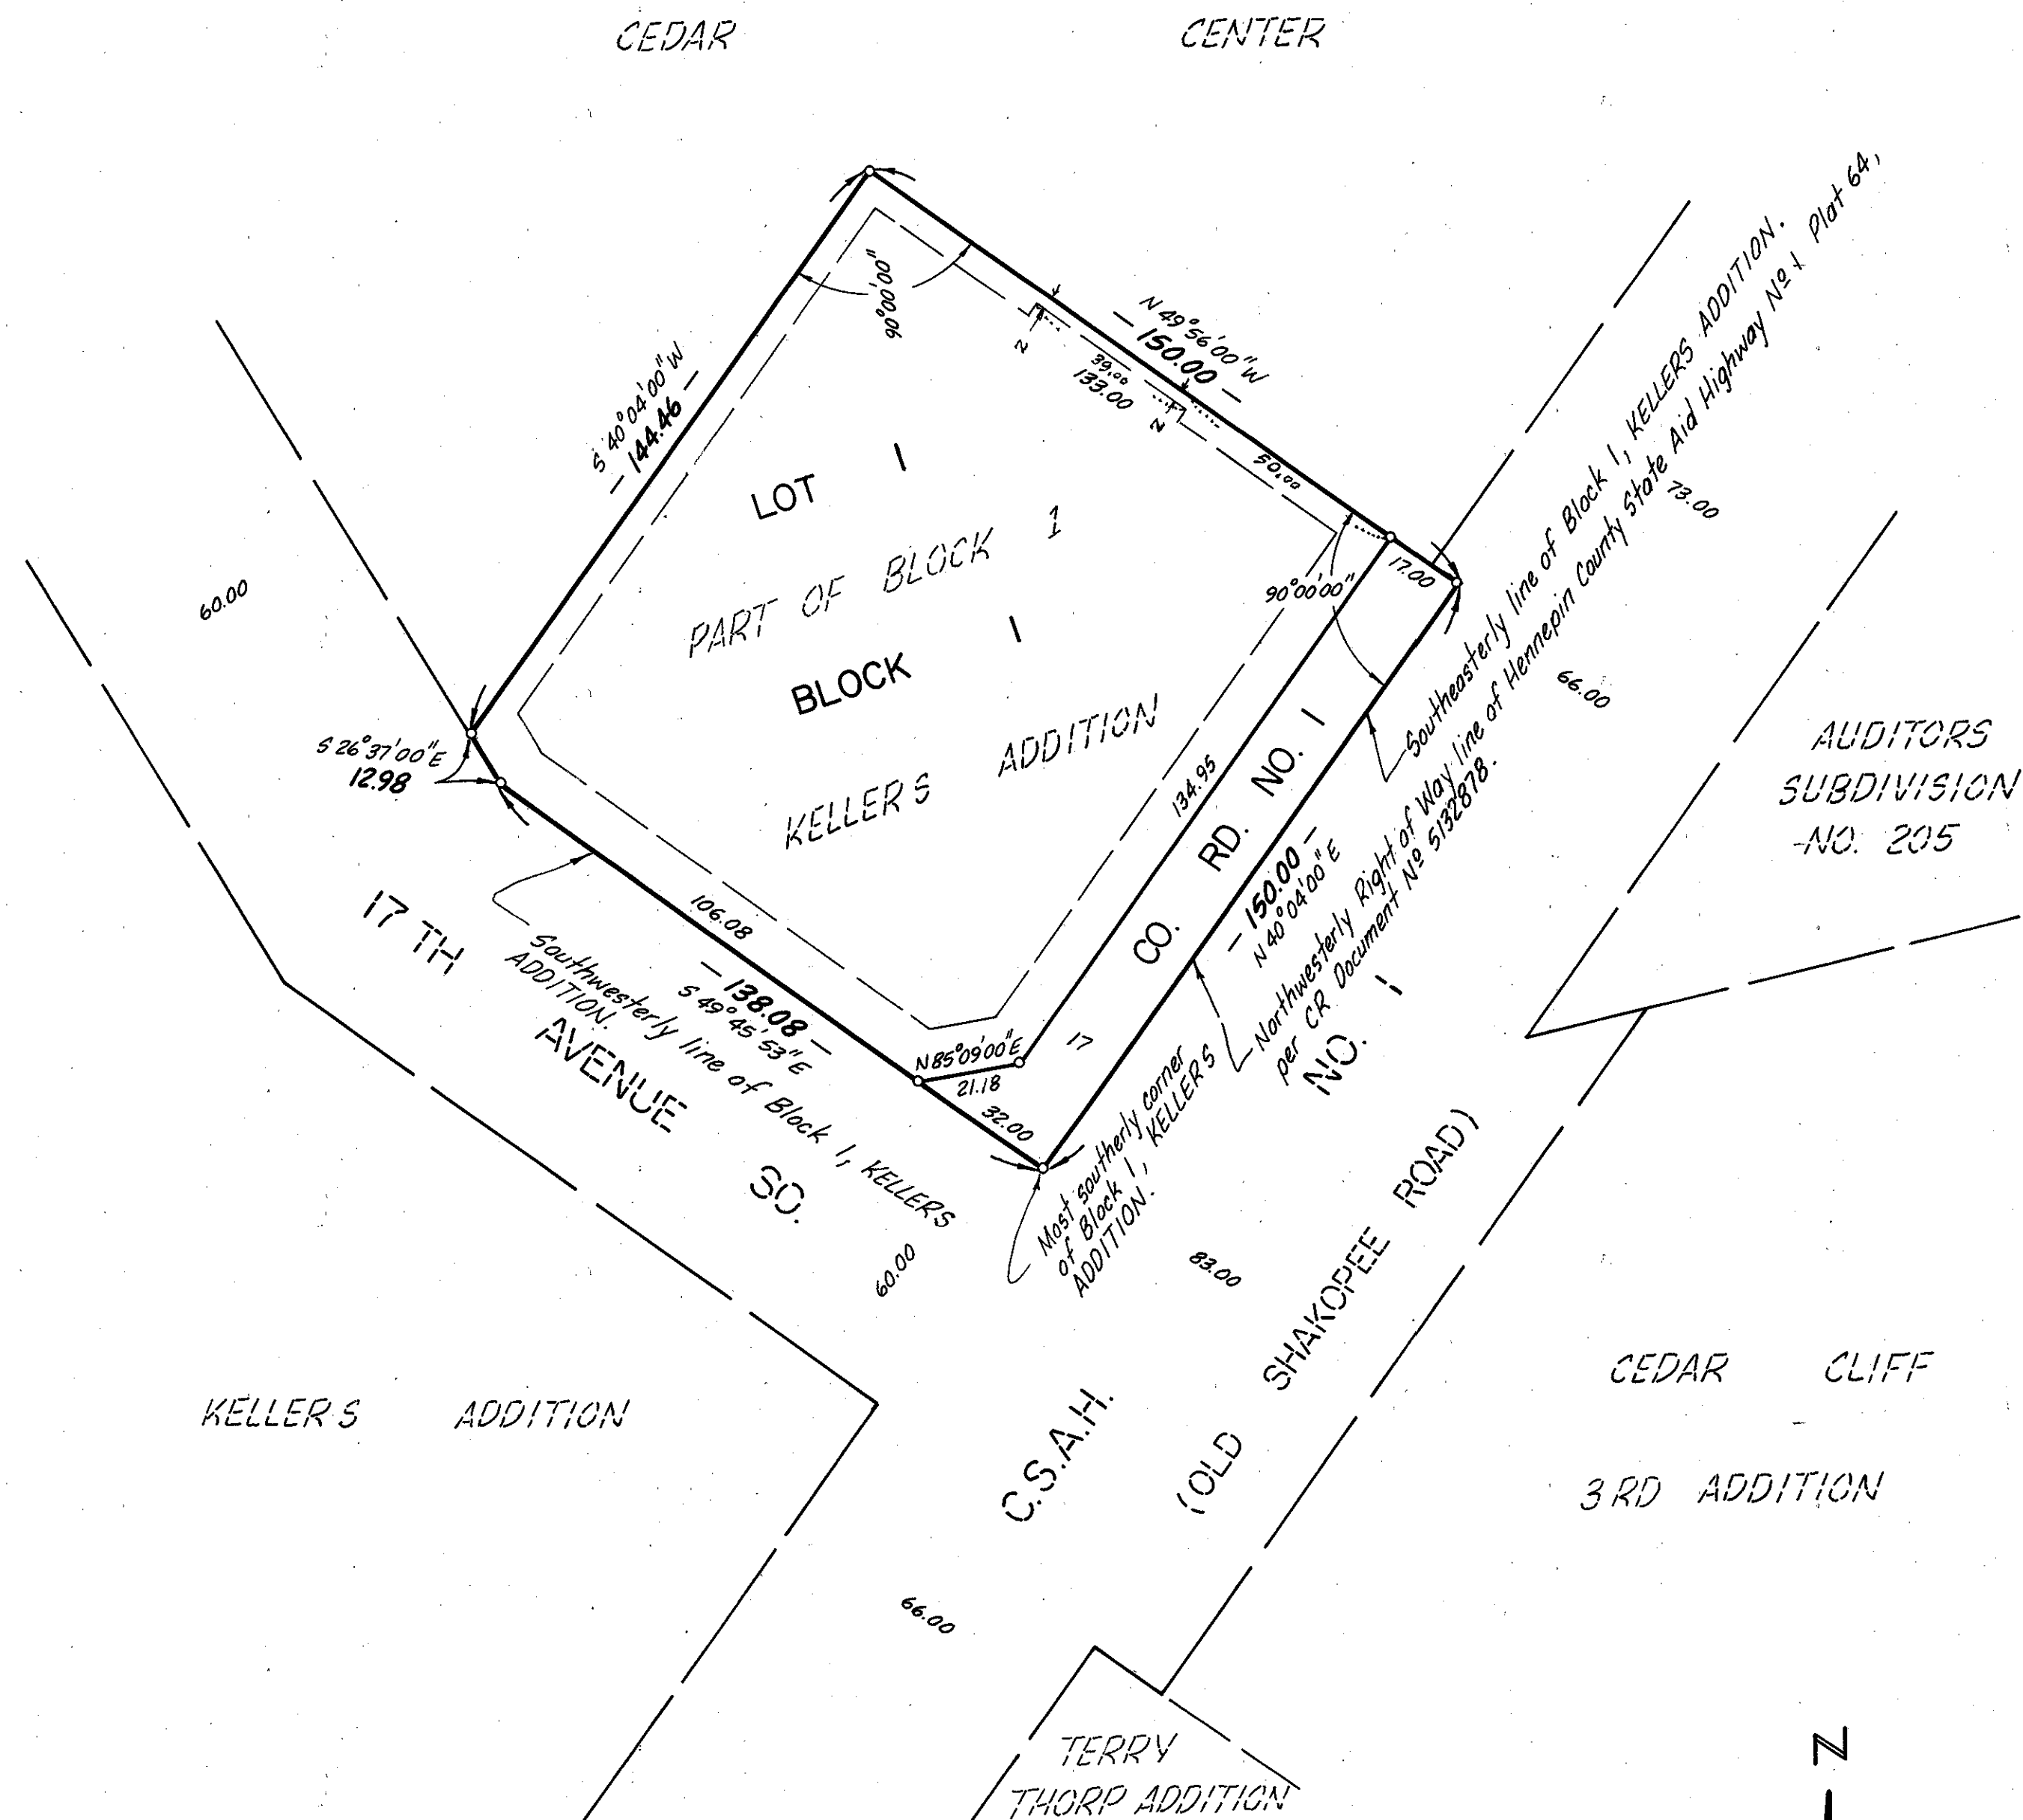 CEDAR CENTER
S 40°04'00" W
144.46
90°00'00"
N 49°56'00" W
150.00
39.00
133.00
2
2
50.00
17.00
90°00'00"
LOT 1
PART OF BLOCK 1
BLOCK 1
KELLERS ADDITION
60.00
S 26°37'00" E
12.98
17 TH
AVENUE
SO.
106.08
138.08
S 49°45'53" E
Southwesterly line of Block 1, KELLERS
ADDITION.
N 85°09'00" E
21.18
32.00
134.95
17
CO. RD. NO. 1
150.00
N 40°04'00" E
Southeasterly line of Block 1, KELLERS ADDITION.
Northwesterly Right of Way line of Hennepin County State Aid Highway Nº 1 Plat 64,
per CR Document Nº 5132878.
73.00
66.00
AUDITORS
SUBDIVISION
NO. 205
Most southerly corner
of Block 1, KELLERS
ADDITION.
60.00
83.00
C.S.A.H. NO. 1
(OLD SHAKOPEE ROAD)
66.00
KELLERS ADDITION
CEDAR CLIFF
3 RD ADDITION
TERRY
THORP ADDITION
N